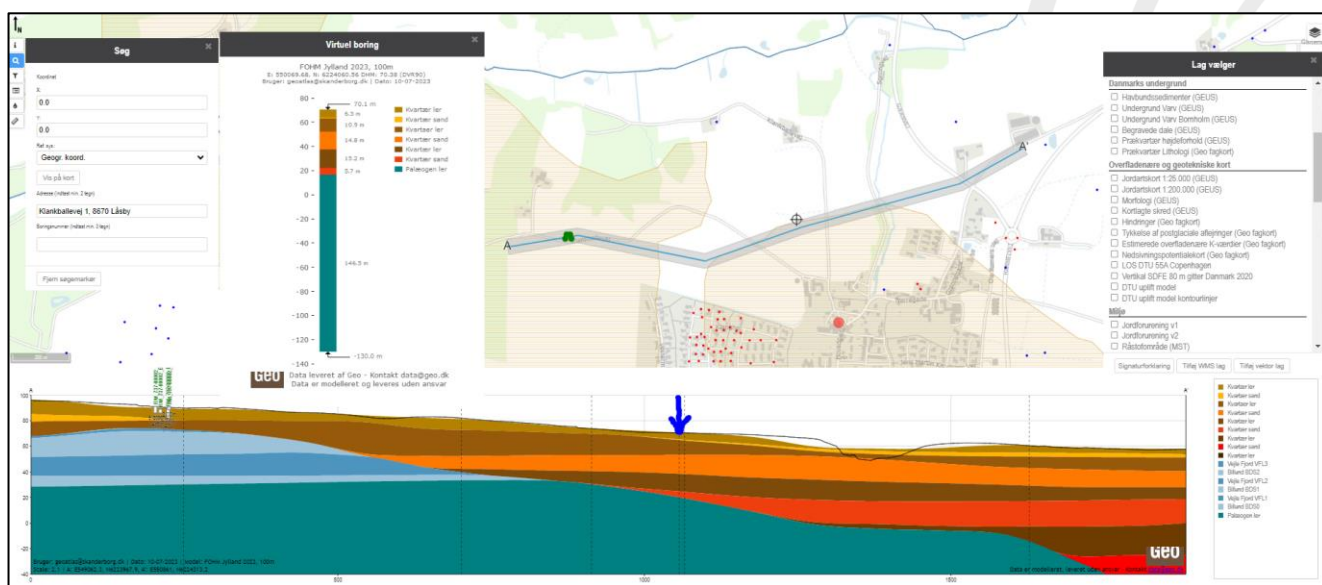 N
Søg
Koordinat
X:
0.0
Y:
0.0
Ref.sys.:
Geogr. koord.
Vis på kort
Adresse (Indtast min. 2 tegn)
Klankballevej 1, 8670 Låsby
Boringsnummer (Indtast min. 3 tegn)
Fjern søgemarkør
Virtuel boring
FOHM Jylland 2023, 100m
Bruger: geoatlas@skanderborg.dk | Dato: 10-07-2023
80
60
40
20
0
-20
-40
-60
-80
-100
-120
-140
70.1 m
14.8 m
15.2 m
5.7 m
146.5 m
-130.0 m
Kvartær ler
Kvartær sand
Kvartær ler
Kvartær sand
Kvartær ler
Kvartær sand
Palæogen ler
Geo
Data leveret af Geo - Kontakt data@geo.dk
Data er modelleret og leveres uden ansvar
A
A'
Lag vælger
Danmarks undergrund
Havbundssedimenter (GEUS)
Undergrund Varv (GEUS)
Undergrund Varv Bornholm (GEUS)
Begravede dale (GEUS)
Prækvartær højdeforhold (GEUS)
Prækvartær Lithologi (Geo fagkort)
Overfladenære og geotekniske kort
Jordartskort 1:25.000 (GEUS)
Jordartskort 1:200.000 (GEUS)
Morfologi (GEUS)
Kortlagte skred (GEUS)
Hindringer (Geo fagkort)
Tykkelse af postglaciale aflejringer (Geo fagkort)
Estimerede overfladenære K-værdier (Geo fagkort)
Nedsivningspotentialekort (Geo fagkort)
LOS DTU 55A Copenhagen
Vertikal SDFE 80 m gitter Danmark 2020
DTU uplift model
DTU uplift model konturlinjer
Miljø
Jordforurening v1
Jordforurening v2
Råstofområde (MST)
Signaturforklaring
Tilføj WMS lag
Tilføj vektor lag
A
A'
100
80
60
40
20
0
-20
-40
0
500
1000
Kvartær ler
Kvartær sand
Kvartær ler
Kvartær sand
Kvartær ler
Kvartær sand
Kvartær ler
Kvartær sand
Kvartær ler
Vejle Fjord VFL3
Billund BDS2
Vejle Fjord VFL2
Billund BDS1
Vejle Fjord VFL1
Billund BDS0
Palæogen ler
Geo